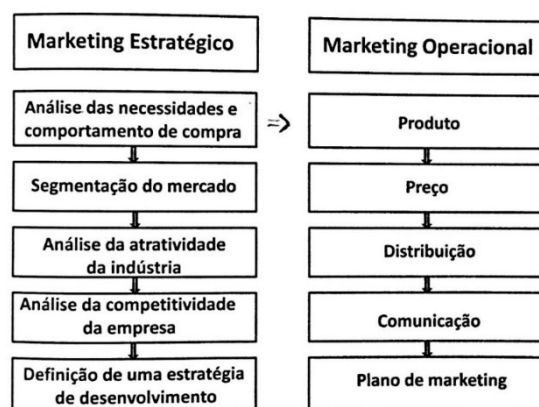 Marketing Estratégico
Marketing Operacional
Análise das necessidades e
comportamento de compra
Segmentação do mercado
Análise da atratividade
da indústria
Análise da competitividade
da empresa
Definição de uma estratégia
de desenvolvimento
Produto
Preço
Distribuição
Comunicação
Plano de marketing